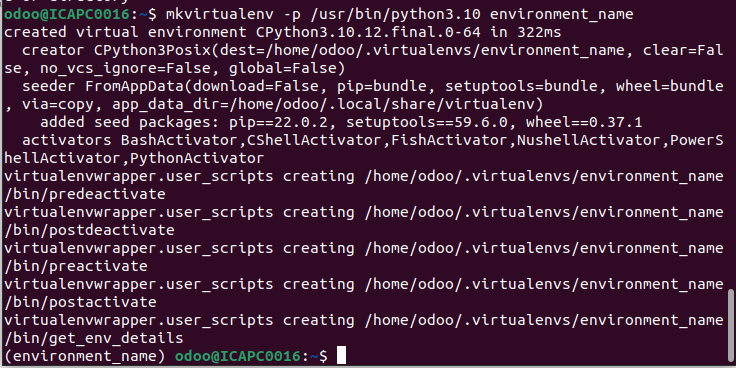 odoo@ICAPC0016:~$ mkvirtualenv -p /usr/bin/python3.10 environment_name
created virtual environment CPython3.10.12.final.0-64 in 322ms
  creator CPython3Posix(dest=/home/odoo/.virtualenvs/environment_name, clear=Fal
se, no_vcs_ignore=False, global=False)
  seeder FromAppData(download=False, pip=bundle, setuptools=bundle, wheel=bundle
, via=copy, app_data_dir=/home/odoo/.local/share/virtualenv)
    added seed packages: pip==22.0.2, setuptools==59.6.0, wheel==0.37.1
  activators BashActivator,CShellActivator,FishActivator,NushellActivator,PowerS
hellActivator,PythonActivator
virtualenvwrapper.user_scripts creating /home/odoo/.virtualenvs/environment_name
/bin/predeactivate
virtualenvwrapper.user_scripts creating /home/odoo/.virtualenvs/environment_name
/bin/postdeactivate
virtualenvwrapper.user_scripts creating /home/odoo/.virtualenvs/environment_name
/bin/preactivate
virtualenvwrapper.user_scripts creating /home/odoo/.virtualenvs/environment_name
/bin/postactivate
virtualenvwrapper.user_scripts creating /home/odoo/.virtualenvs/environment_name
/bin/get_env_details
(environment_name) odoo@ICAPC0016:~$